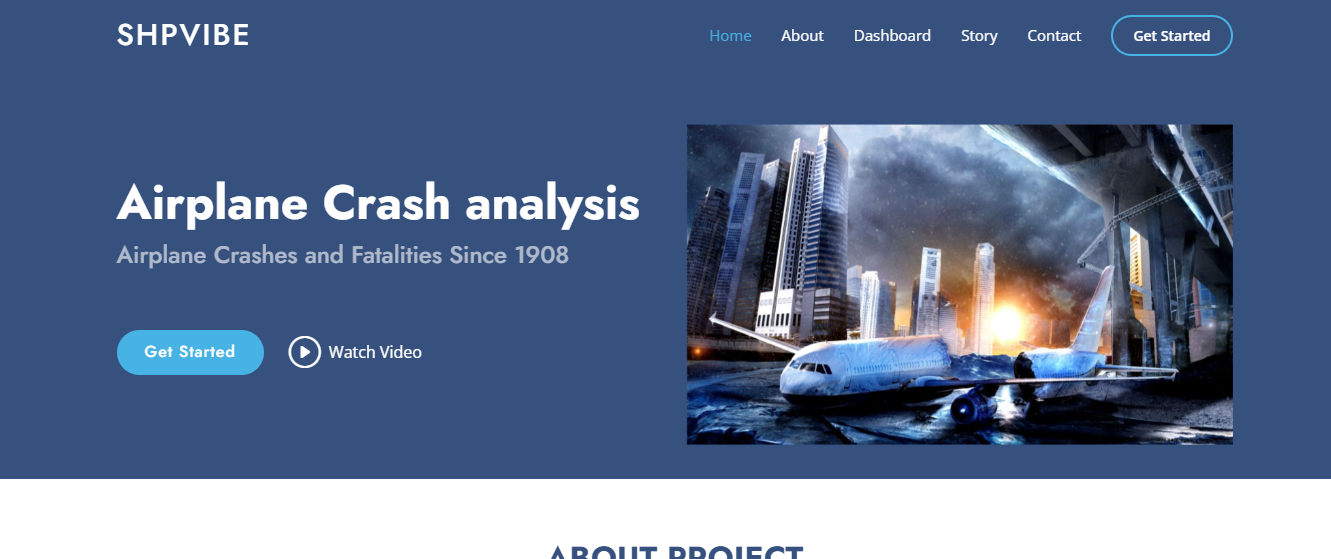 SHPVIBE
Home About Dashboard Story Contact Get Started
Airplane Crash analysis
Airplane Crashes and Fatalities Since 1908
Get Started Watch Video
ABOUT PROJECT